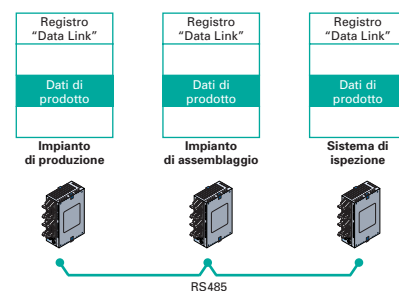 Registro
“Data Link”
Registro
“Data Link”
Registro
“Data Link”
Dati di
prodotto
Dati di
prodotto
Dati di
prodotto
Impianto
di produzione
Impianto
di assemblaggio
Sistema di
ispezione
RS485